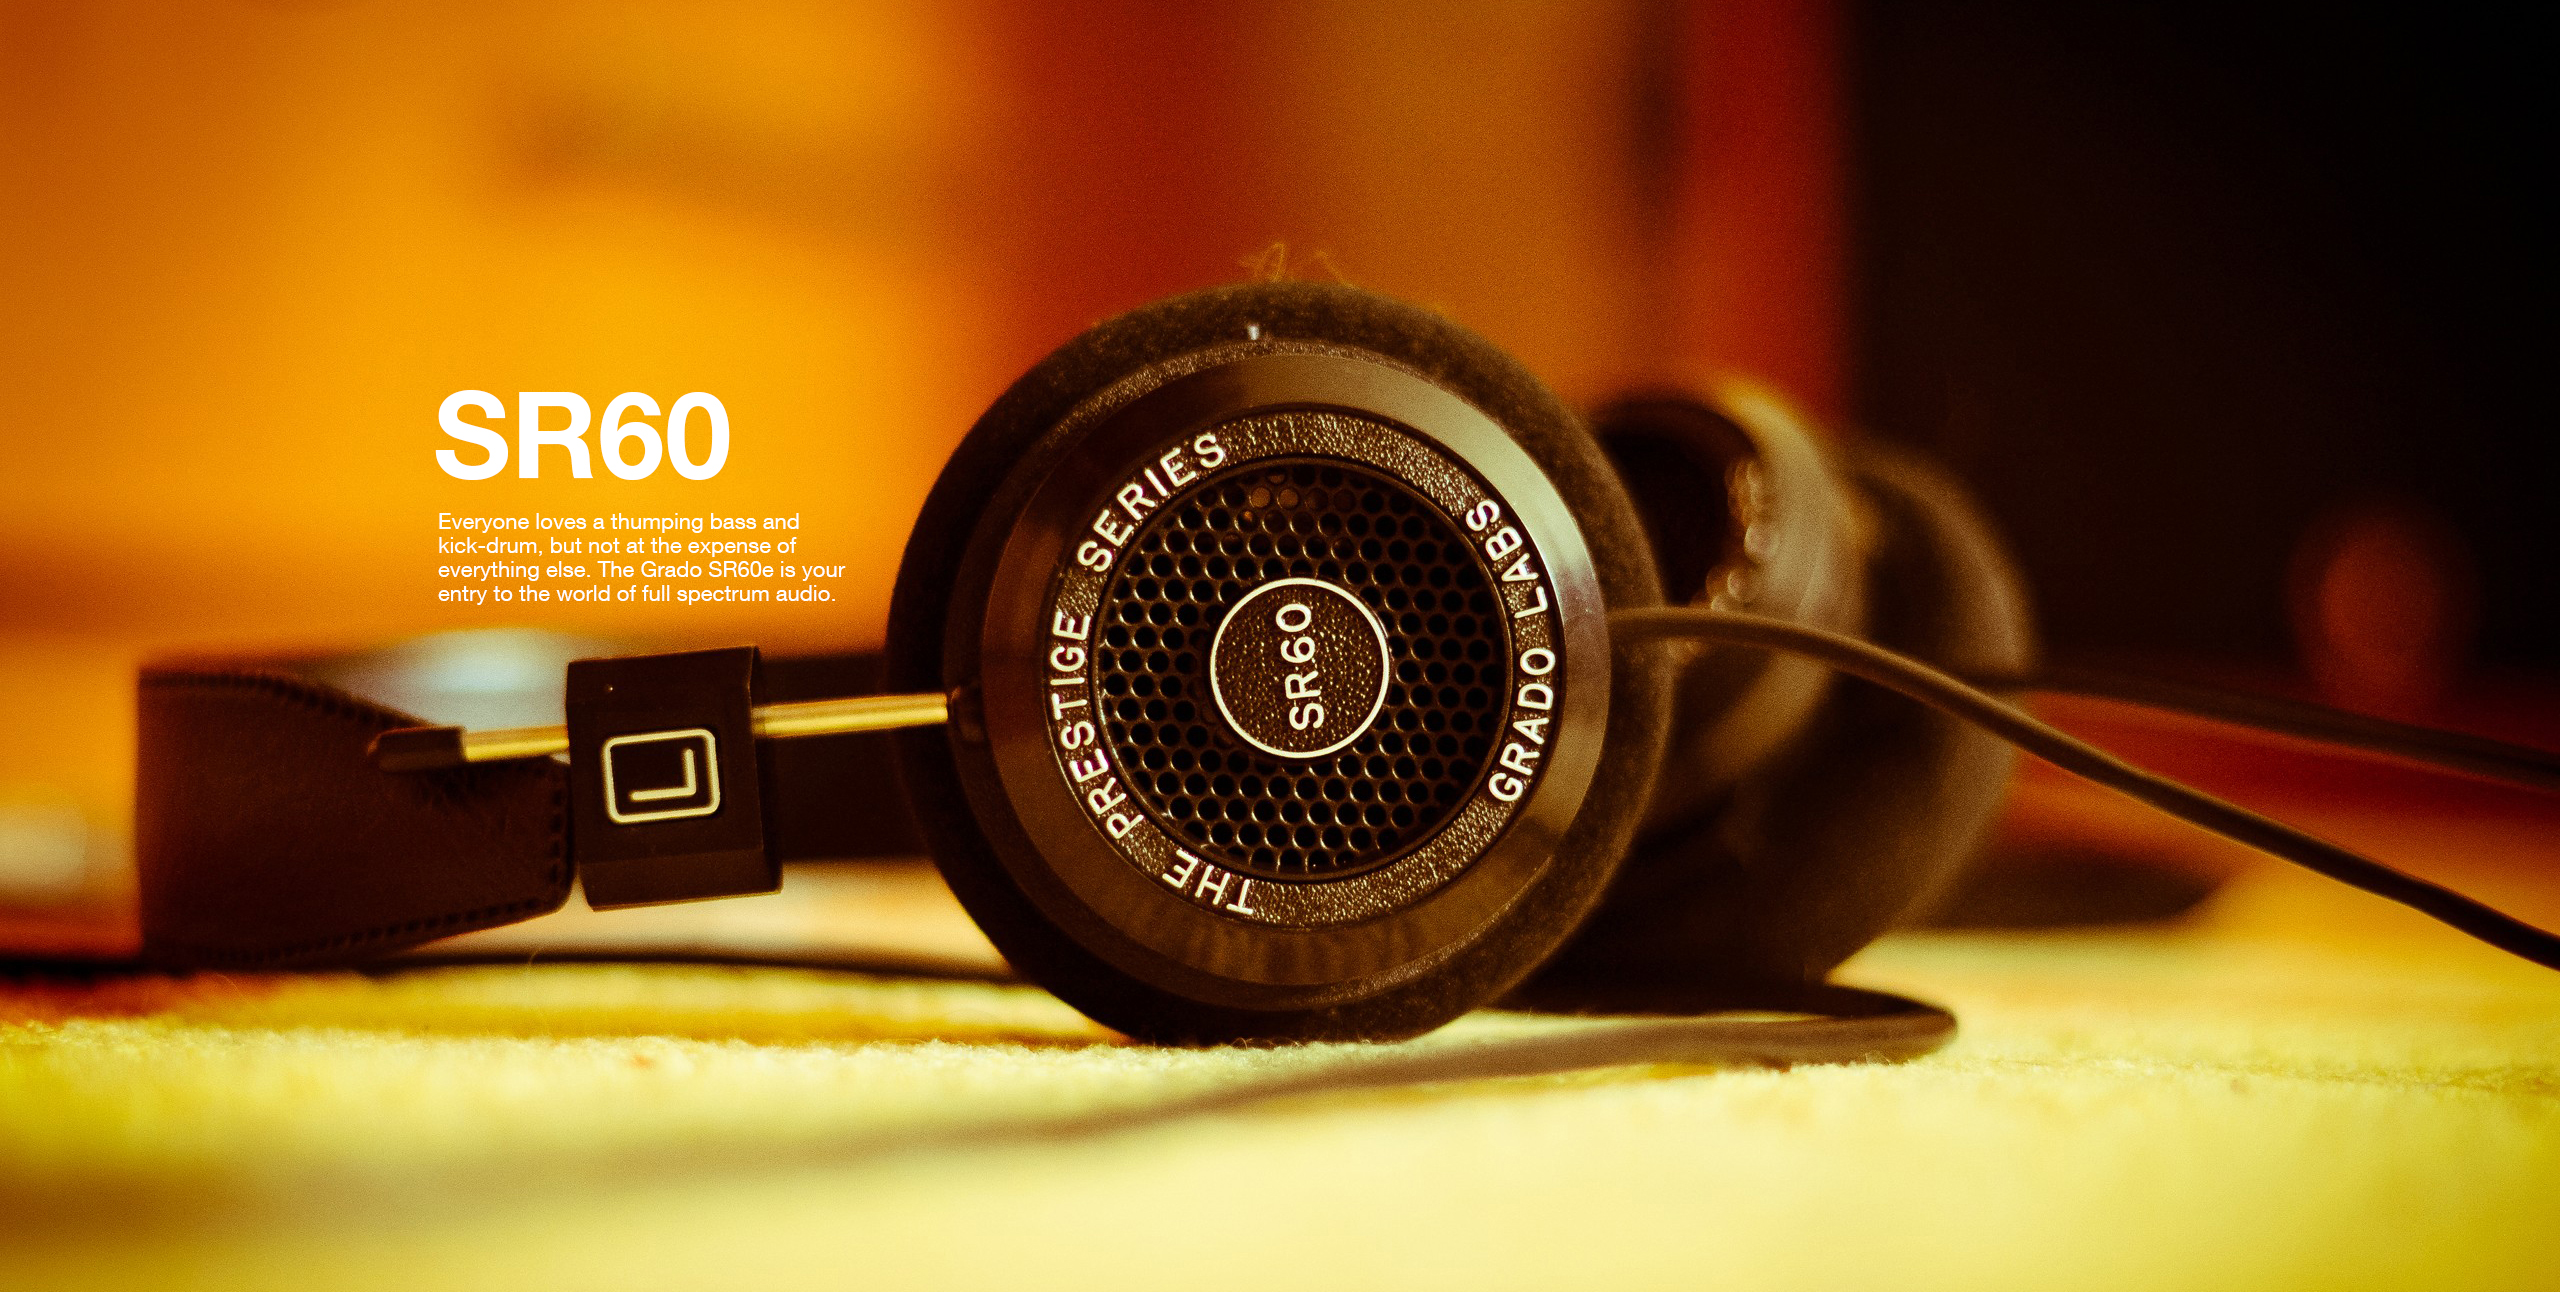 SR60
Everyone loves a thumping bass and
kick-drum, but not at the expense of
everything else. The Grado SR60e is your
entry to the world of full spectrum audio.
THE PRESTIGE SERIES
GRADO LABS
SR60
L